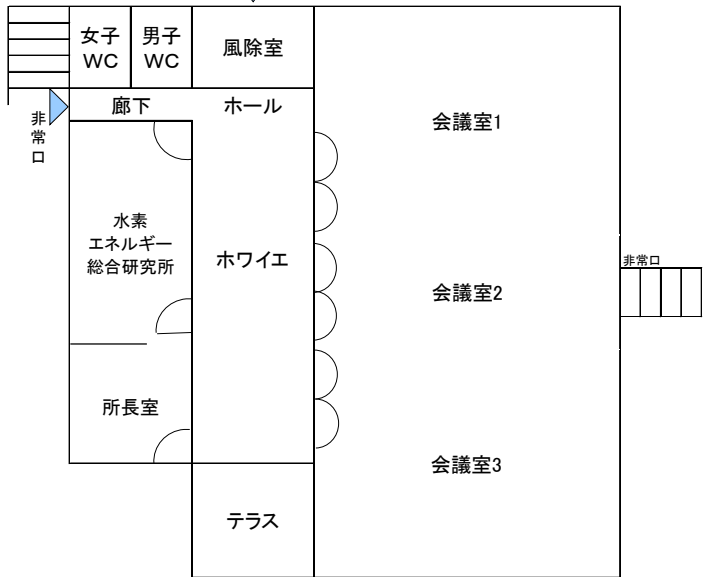 女子
WC
男子
WC
風除室
廊下
ホール
非常口
会議室1
水素
エネルギー
総合研究所
ホワイエ
非常口
会議室2
所長室
会議室3
テラス